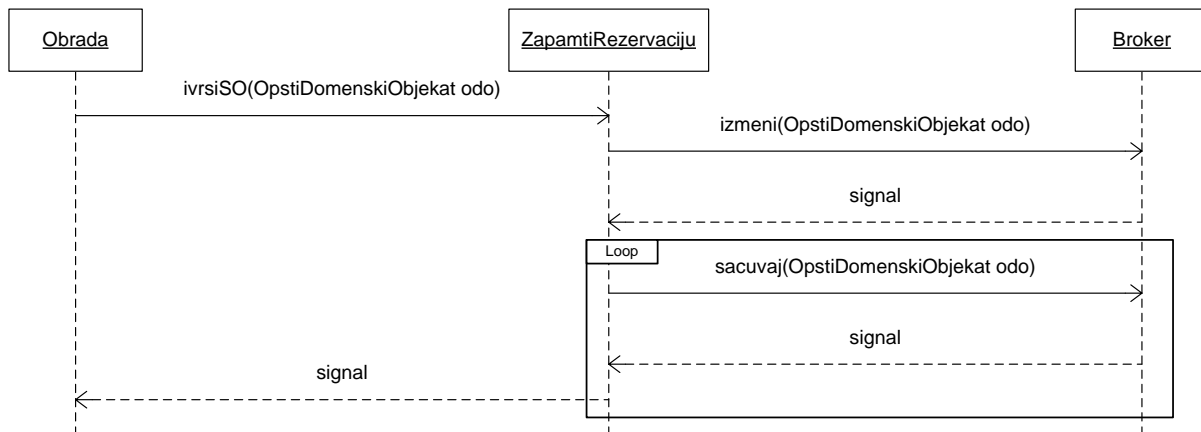 Obrada
ZapamtiRezervaciju
Broker
ivrsiSO(OpstiDomenskiObjekat odo)
izmeni(OpstiDomenskiObjekat odo)
signal
Loop
sacuvaj(OpstiDomenskiObjekat odo)
signal
signal